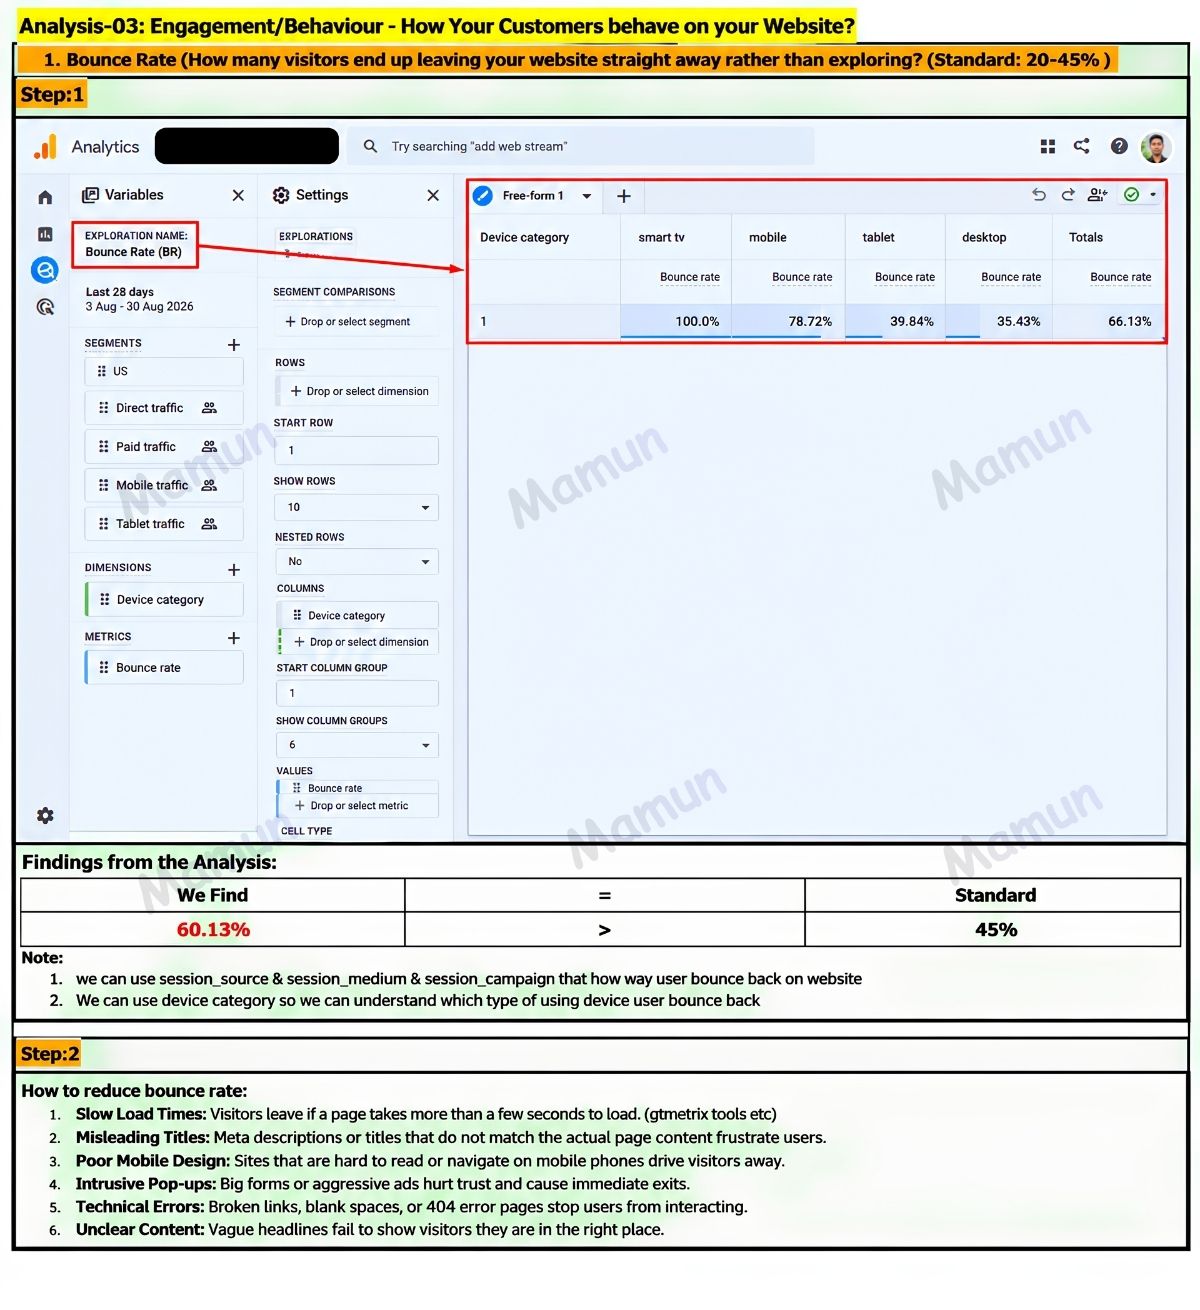 Analysis-03: Engagement/Behaviour - How Your Customers behave on your Website?
1. Bounce Rate (How many visitors end up leaving your website straight away rather than exploring? (Standard: 20-45% )
Step:1
Analytics
Try searching "add web stream"
Variables
EXPLORATION NAME:
Bounce Rate (BR)
Last 28 days
3 Aug - 30 Aug 2026
SEGMENTS
US
Direct traffic
Paid traffic
Mobile traffic
Tablet traffic
DIMENSIONS
Device category
METRICS
Bounce rate
Settings
EXPLORATIONS
SEGMENT COMPARISONS
+ Drop or select segment
ROWS
+ Drop or select dimension
START ROW
1
SHOW ROWS
10
NESTED ROWS
No
COLUMNS
Device category
+ Drop or select dimension
START COLUMN GROUP
1
SHOW COLUMN GROUPS
6
VALUES
Bounce rate
+ Drop or select metric
CELL TYPE
Free-form 1
Device category smart tv mobile tablet desktop Totals
Bounce rate Bounce rate Bounce rate Bounce rate Bounce rate
1 100.0% 78.72% 39.84% 35.43% 66.13%
Mamun
Mamun
Mamun
Mamun
Mamun
Mamun
Findings from the Analysis:
We Find = Standard
60.13% > 45%
Note:
1. we can use session_source & session_medium & session_campaign that how way user bounce back on website
2. We can use device category so we can understand which type of using device user bounce back
Step:2
How to reduce bounce rate:
1. Slow Load Times: Visitors leave if a page takes more than a few seconds to load. (gtmetrix tools etc)
2. Misleading Titles: Meta descriptions or titles that do not match the actual page content frustrate users.
3. Poor Mobile Design: Sites that are hard to read or navigate on mobile phones drive visitors away.
4. Intrusive Pop-ups: Big forms or aggressive ads hurt trust and cause immediate exits.
5. Technical Errors: Broken links, blank spaces, or 404 error pages stop users from interacting.
6. Unclear Content: Vague headlines fail to show visitors they are in the right place.